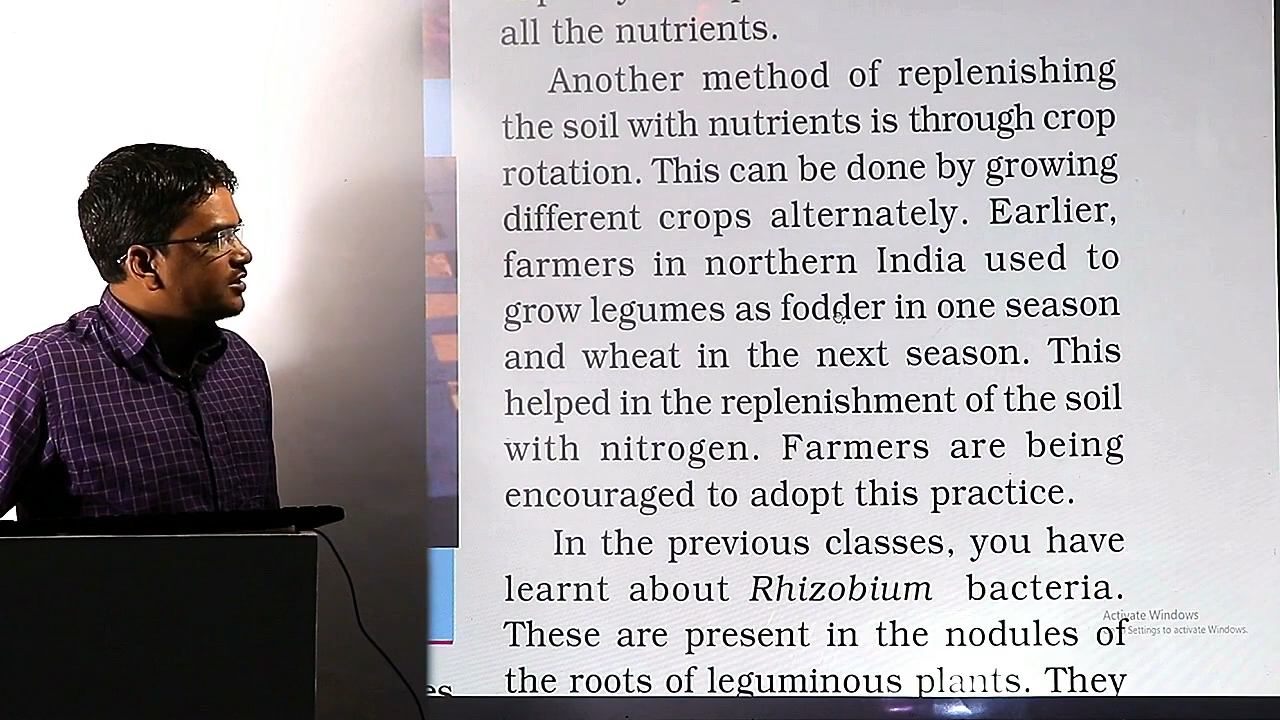 all the nutrients.
Another method of replenishing
the soil with nutrients is through crop
rotation. This can be done by growing
different crops alternately. Earlier,
farmers in northern India used to
grow legumes as fodder in one season
and wheat in the next season. This
helped in the replenishment of the soil
with nitrogen. Farmers are being
encouraged to adopt this practice.
In the previous classes, you have
learnt about Rhizobium bacteria.
These are present in the nodules of
the roots of leguminous plants. They
es
Activate Windows
Settings to activate Windows.